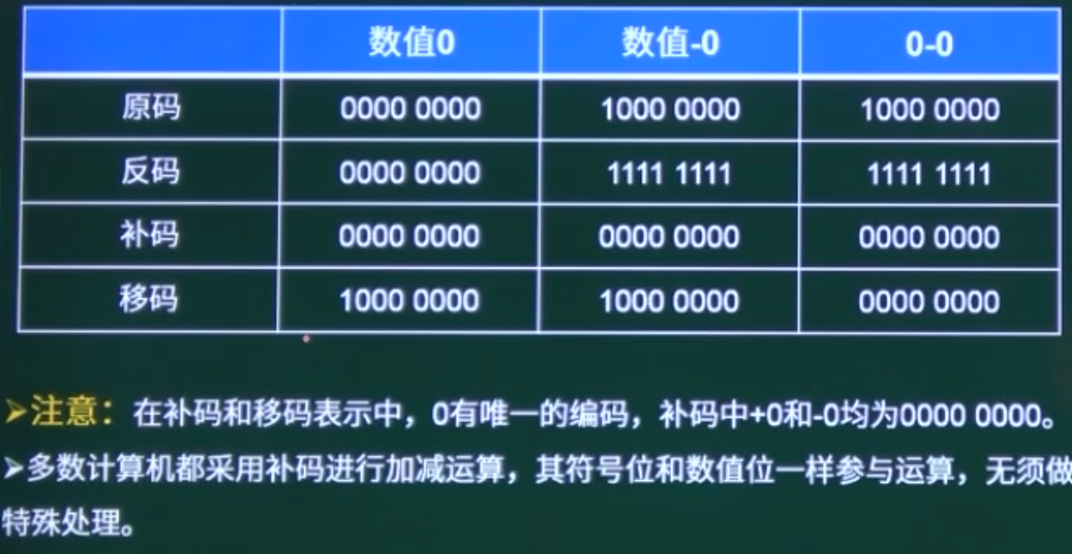 数值0 数值-0 0-0
原码 0000 0000 1000 0000 1000 0000
反码 0000 0000 1111 1111 1111 1111
补码 0000 0000 0000 0000 0000 0000
移码 1000 0000 1000 0000 0000 0000
➢注意：在补码和移码表示中，0有唯一的编码，补码中+0和-0均为0000 0000。
➢多数计算机都采用补码进行加减运算，其符号位和数值位一样参与运算，无须做
特殊处理。